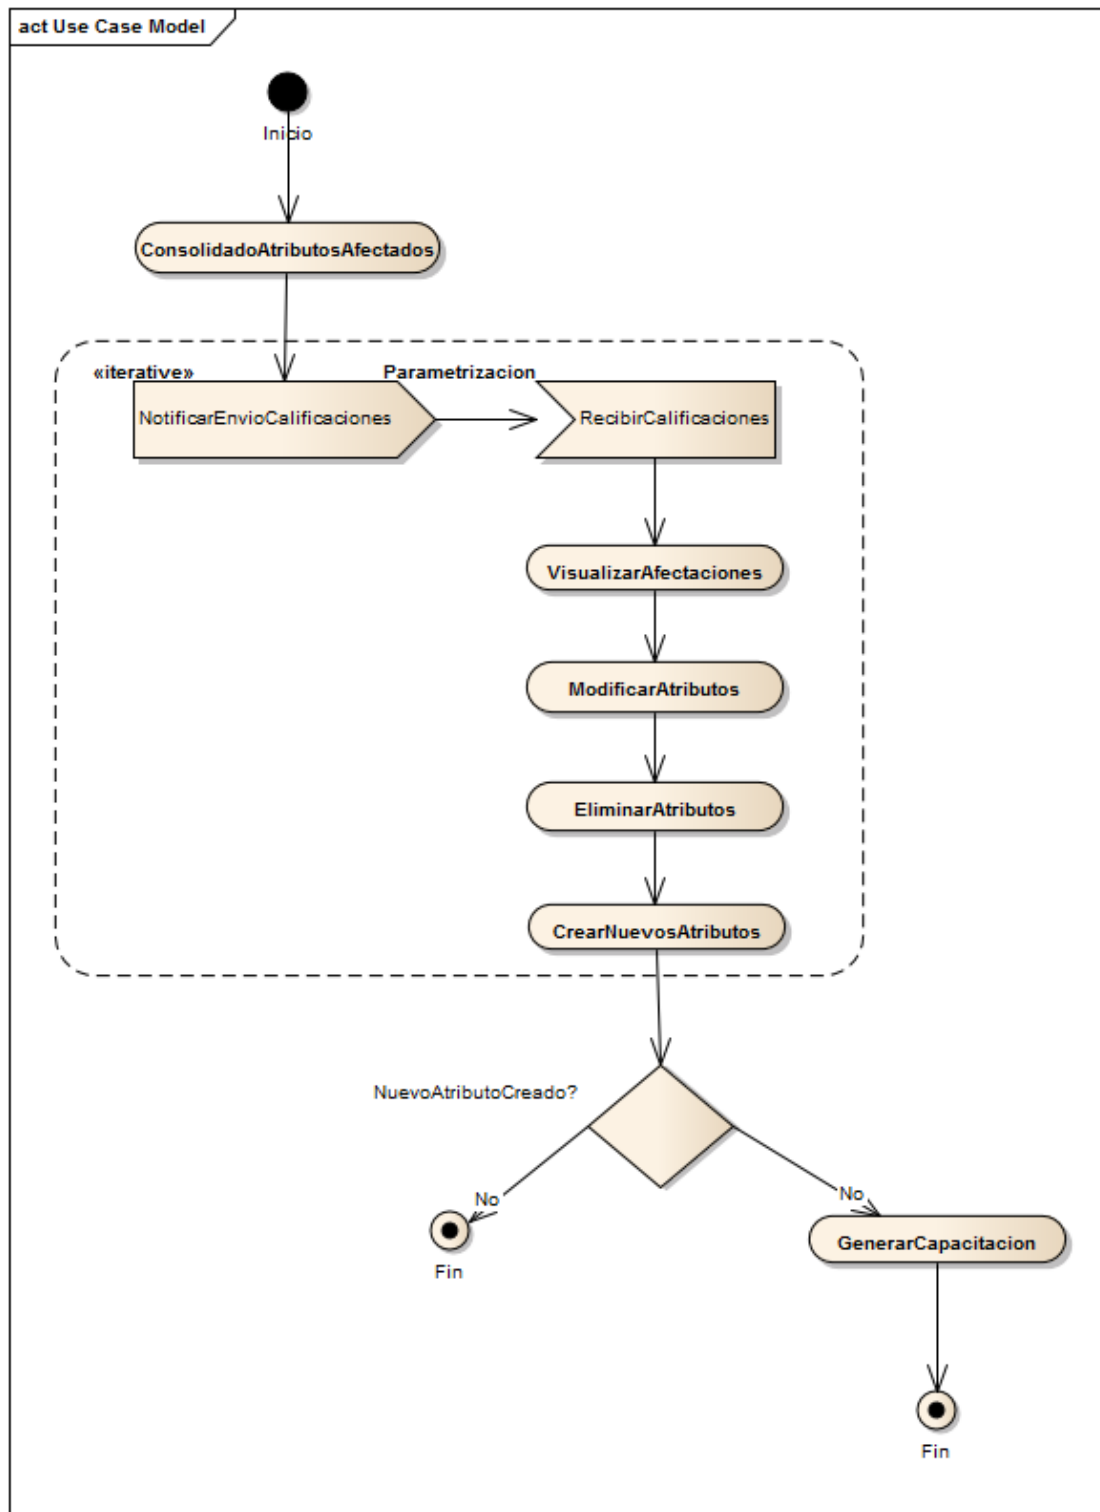 act Use Case Model
Inicio
ConsolidadoAtributosAfectados
«iterative»
Parametrizacion
NotificarEnvioCalificaciones
RecibirCalificaciones
VisualizarAfectaciones
ModificarAtributos
EliminarAtributos
CrearNuevosAtributos
NuevoAtributoCreado?
No
No
Fin
GenerarCapacitacion
Fin